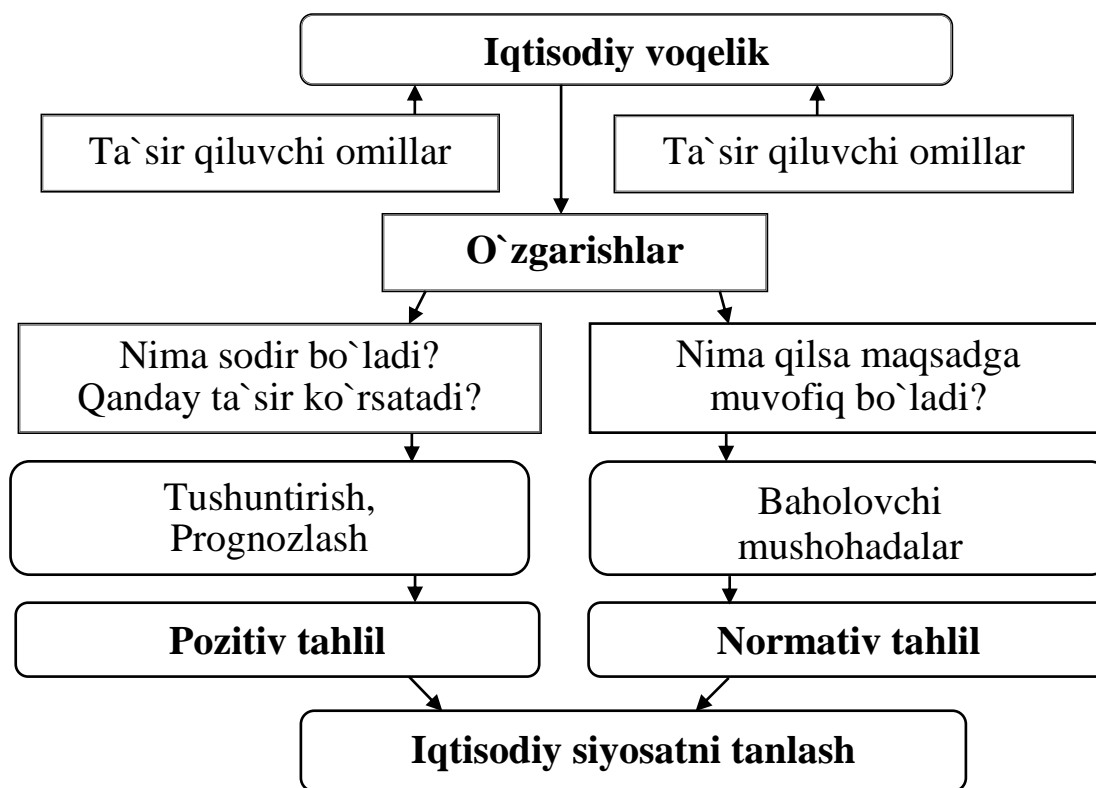 Iqtisodiy voqelik
Ta`sir qiluvchi omillar
Ta`sir qiluvchi omillar
O`zgarishlar
Nima sodir bo`ladi?
Qanday ta`sir ko`rsatadi?
Nima qilsa maqsadga
muvofiq bo`ladi?
Tushuntirish,
Prognozlash
Baholovchi
mushohadalar
Pozitiv tahlil
Normativ tahlil
Iqtisodiy siyosatni tanlash